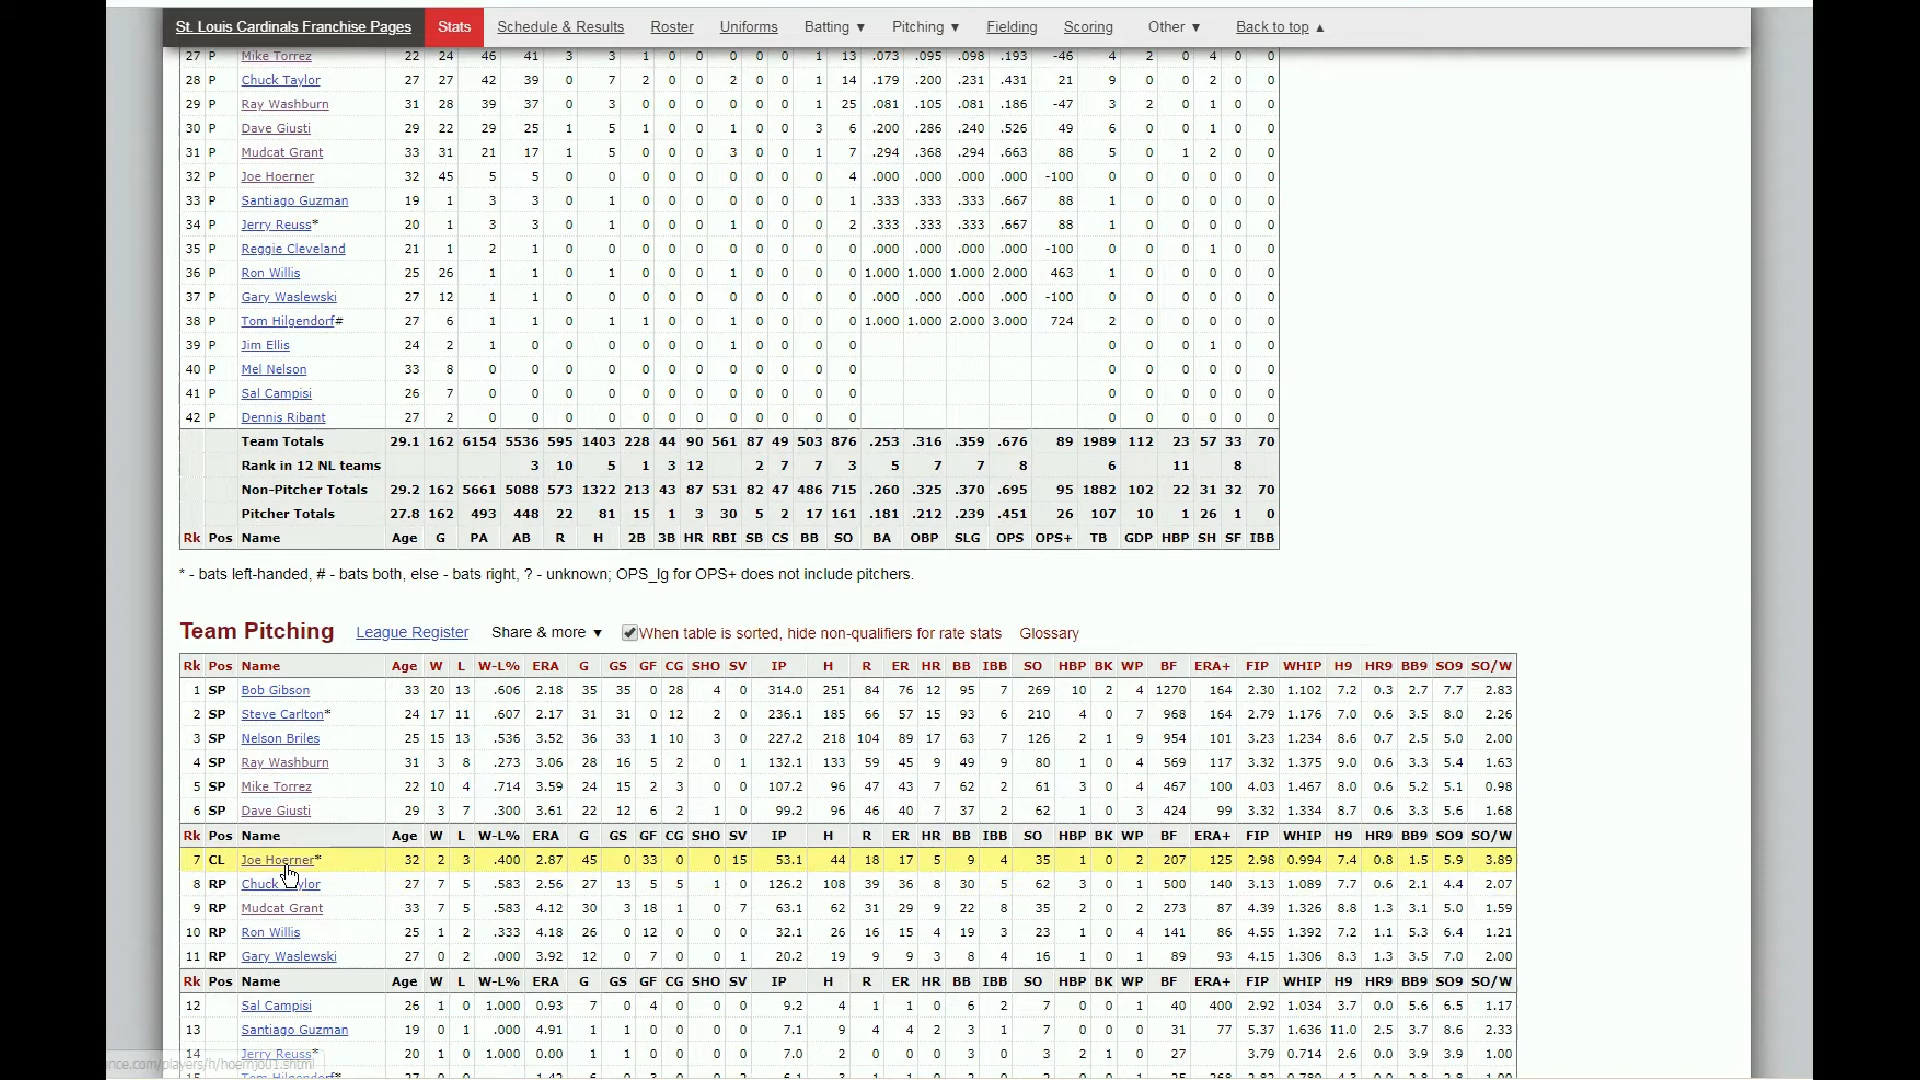 St. Louis Cardinals Franchise Pages Stats Schedule & Results Roster Uniforms Batting ▼ Pitching ▼ Fielding Scoring Other ▼ Back to top ▲
27 P Mike Torrez 22 24 46 41 3 3 1 0 0 0 0 0 1 13 .073 .095 .098 .193 -46 4 2 0 4 0 0
28 P Chuck Taylor 27 27 42 39 0 7 2 0 0 2 0 0 1 14 .179 .200 .231 .431 21 9 0 0 2 0 0
29 P Ray Washburn 31 28 39 37 0 3 0 0 0 0 0 0 1 25 .081 .105 .081 .186 -47 3 2 0 1 0 0
30 P Dave Giusti 29 22 29 25 1 5 1 0 0 1 0 0 3 6 .200 .286 .240 .526 49 6 0 0 1 0 0
31 P Mudcat Grant 33 31 21 17 1 5 0 0 0 3 0 0 1 7 .294 .368 .294 .663 88 5 0 1 2 0 0
32 P Joe Hoerner 32 45 5 5 0 0 0 0 0 0 0 0 0 4 .000 .000 .000 .000 -100 0 0 0 0 0 0
33 P Santiago Guzman 19 1 3 3 0 1 0 0 0 0 0 0 0 1 .333 .333 .333 .667 88 1 0 0 0 0 0
34 P Jerry Reuss* 20 1 3 3 0 1 0 0 0 1 0 0 0 2 .333 .333 .333 .667 88 1 0 0 0 0 0
35 P Reggie Cleveland 21 1 2 1 0 0 0 0 0 0 0 0 0 0 .000 .000 .000 .000 -100 0 0 0 1 0 0
36 P Ron Willis 25 26 1 1 0 1 0 0 0 1 0 0 0 0 1.000 1.000 1.000 2.000 463 1 0 0 0 0 0
37 P Gary Waslewski 27 12 1 1 0 0 0 0 0 0 0 0 0 0 .000 .000 .000 .000 -100 0 0 0 0 0 0
38 P Tom Hilgendorf# 27 6 1 1 0 1 1 0 0 1 0 0 0 0 1.000 1.000 2.000 3.000 724 2 0 0 0 0 0
39 P Jim Ellis 24 2 1 0 0 0 0 0 0 1 0 0 0 0 0 0 0 1 0 0
40 P Mel Nelson 33 8 0 0 0 0 0 0 0 0 0 0 0 0 0 0 0 0 0 0
41 P Sal Campisi 26 7 0 0 0 0 0 0 0 0 0 0 0 0 0 0 0 0 0 0
42 P Dennis Ribant 27 2 0 0 0 0 0 0 0 0 0 0 0 0 0 0 0 0 0 0
Team Totals 29.1 162 6154 5536 595 1403 228 44 90 561 87 49 503 876 .253 .316 .359 .676 89 1989 112 23 57 33 70
Rank in 12 NL teams 3 10 5 1 3 12 2 7 7 3 5 7 7 8 6 11 8
Non-Pitcher Totals 29.2 162 5661 5088 573 1322 213 43 87 531 82 47 486 715 .260 .325 .370 .695 95 1882 102 22 31 32 70
Pitcher Totals 27.8 162 493 448 22 81 15 1 3 30 5 2 17 161 .181 .212 .239 .451 26 107 10 1 26 1 0
Rk Pos Name Age G PA AB R H 2B 3B HR RBI SB CS BB SO BA OBP SLG OPS OPS+ TB GDP HBP SH SF IBB
* - bats left-handed, # - bats both, else - bats right, ? - unknown; OPS_lg for OPS+ does not include pitchers.
Team Pitching League Register Share & more ▼ When table is sorted, hide non-qualifiers for rate stats Glossary
Rk Pos Name Age W L W-L% ERA G GS GF CG SHO SV IP H R ER HR BB IBB SO HBP BK WP BF ERA+ FIP WHIP H9 HR9 BB9 SO9 SO/W
1 SP Bob Gibson 33 20 13 .606 2.18 35 35 0 28 4 0 314.0 251 84 76 12 95 7 269 10 2 4 1270 164 2.30 1.102 7.2 0.3 2.7 7.7 2.83
2 SP Steve Carlton* 24 17 11 .607 2.17 31 31 0 12 2 0 236.1 185 66 57 15 93 6 210 4 0 7 968 164 2.79 1.176 7.0 0.6 3.5 8.0 2.26
3 SP Nelson Briles 25 15 13 .536 3.52 36 33 1 10 3 0 227.2 218 104 89 17 63 7 126 2 1 9 954 101 3.23 1.234 8.6 0.7 2.5 5.0 2.00
4 SP Ray Washburn 31 3 8 .273 3.06 28 16 5 2 0 1 132.1 133 59 45 9 49 9 80 1 0 4 569 117 3.32 1.375 9.0 0.6 3.3 5.4 1.63
5 SP Mike Torrez 22 10 4 .714 3.59 24 15 2 3 0 0 107.2 96 47 43 7 62 2 61 3 0 4 467 100 4.03 1.467 8.0 0.6 5.2 5.1 0.98
6 SP Dave Giusti 29 3 7 .300 3.61 22 12 6 2 1 0 99.2 96 46 40 7 37 2 62 1 0 3 424 99 3.32 1.334 8.7 0.6 3.3 5.6 1.68
Rk Pos Name Age W L W-L% ERA G GS GF CG SHO SV IP H R ER HR BB IBB SO HBP BK WP BF ERA+ FIP WHIP H9 HR9 BB9 SO9 SO/W
7 CL Joe Hoerner* 32 2 3 .400 2.87 45 0 33 0 0 15 53.1 44 18 17 5 9 4 35 1 0 2 207 125 2.98 0.994 7.4 0.8 1.5 5.9 3.89
8 RP Chuck Taylor 27 7 5 .583 2.56 27 13 5 5 1 0 126.2 108 39 36 8 30 5 62 3 0 1 500 140 3.13 1.089 7.7 0.6 2.1 4.4 2.07
9 RP Mudcat Grant 33 7 5 .583 4.12 30 3 18 1 0 7 63.1 62 31 29 9 22 8 35 2 0 2 273 87 4.39 1.326 8.8 1.3 3.1 5.0 1.59
10 RP Ron Willis 25 1 2 .333 4.18 26 0 12 0 0 0 32.1 26 16 15 4 19 3 23 1 0 4 141 86 4.55 1.392 7.2 1.1 5.3 6.4 1.21
11 RP Gary Waslewski 27 0 2 .000 3.92 12 0 7 0 0 1 20.2 19 9 9 3 8 4 16 1 0 1 89 93 4.15 1.306 8.3 1.3 3.5 7.0 2.00
Rk Pos Name Age W L W-L% ERA G GS GF CG SHO SV IP H R ER HR BB IBB SO HBP BK WP BF ERA+ FIP WHIP H9 HR9 BB9 SO9 SO/W
12 Sal Campisi 26 1 0 1.000 0.93 7 0 4 0 0 0 9.2 4 1 1 0 6 2 7 0 0 1 40 400 2.92 1.034 3.7 0.0 5.6 6.5 1.17
13 Santiago Guzman 19 0 1 .000 4.91 1 1 0 0 0 0 7.1 9 4 4 2 3 1 7 0 0 0 31 77 5.37 1.636 11.0 2.5 3.7 8.6 2.33
14 Jerry Reuss* 20 1 0 1.000 0.00 1 1 0 0 0 0 7.0 2 0 0 0 3 0 3 2 1 0 27 3.79 0.714 2.6 0.0 3.9 3.9 1.00